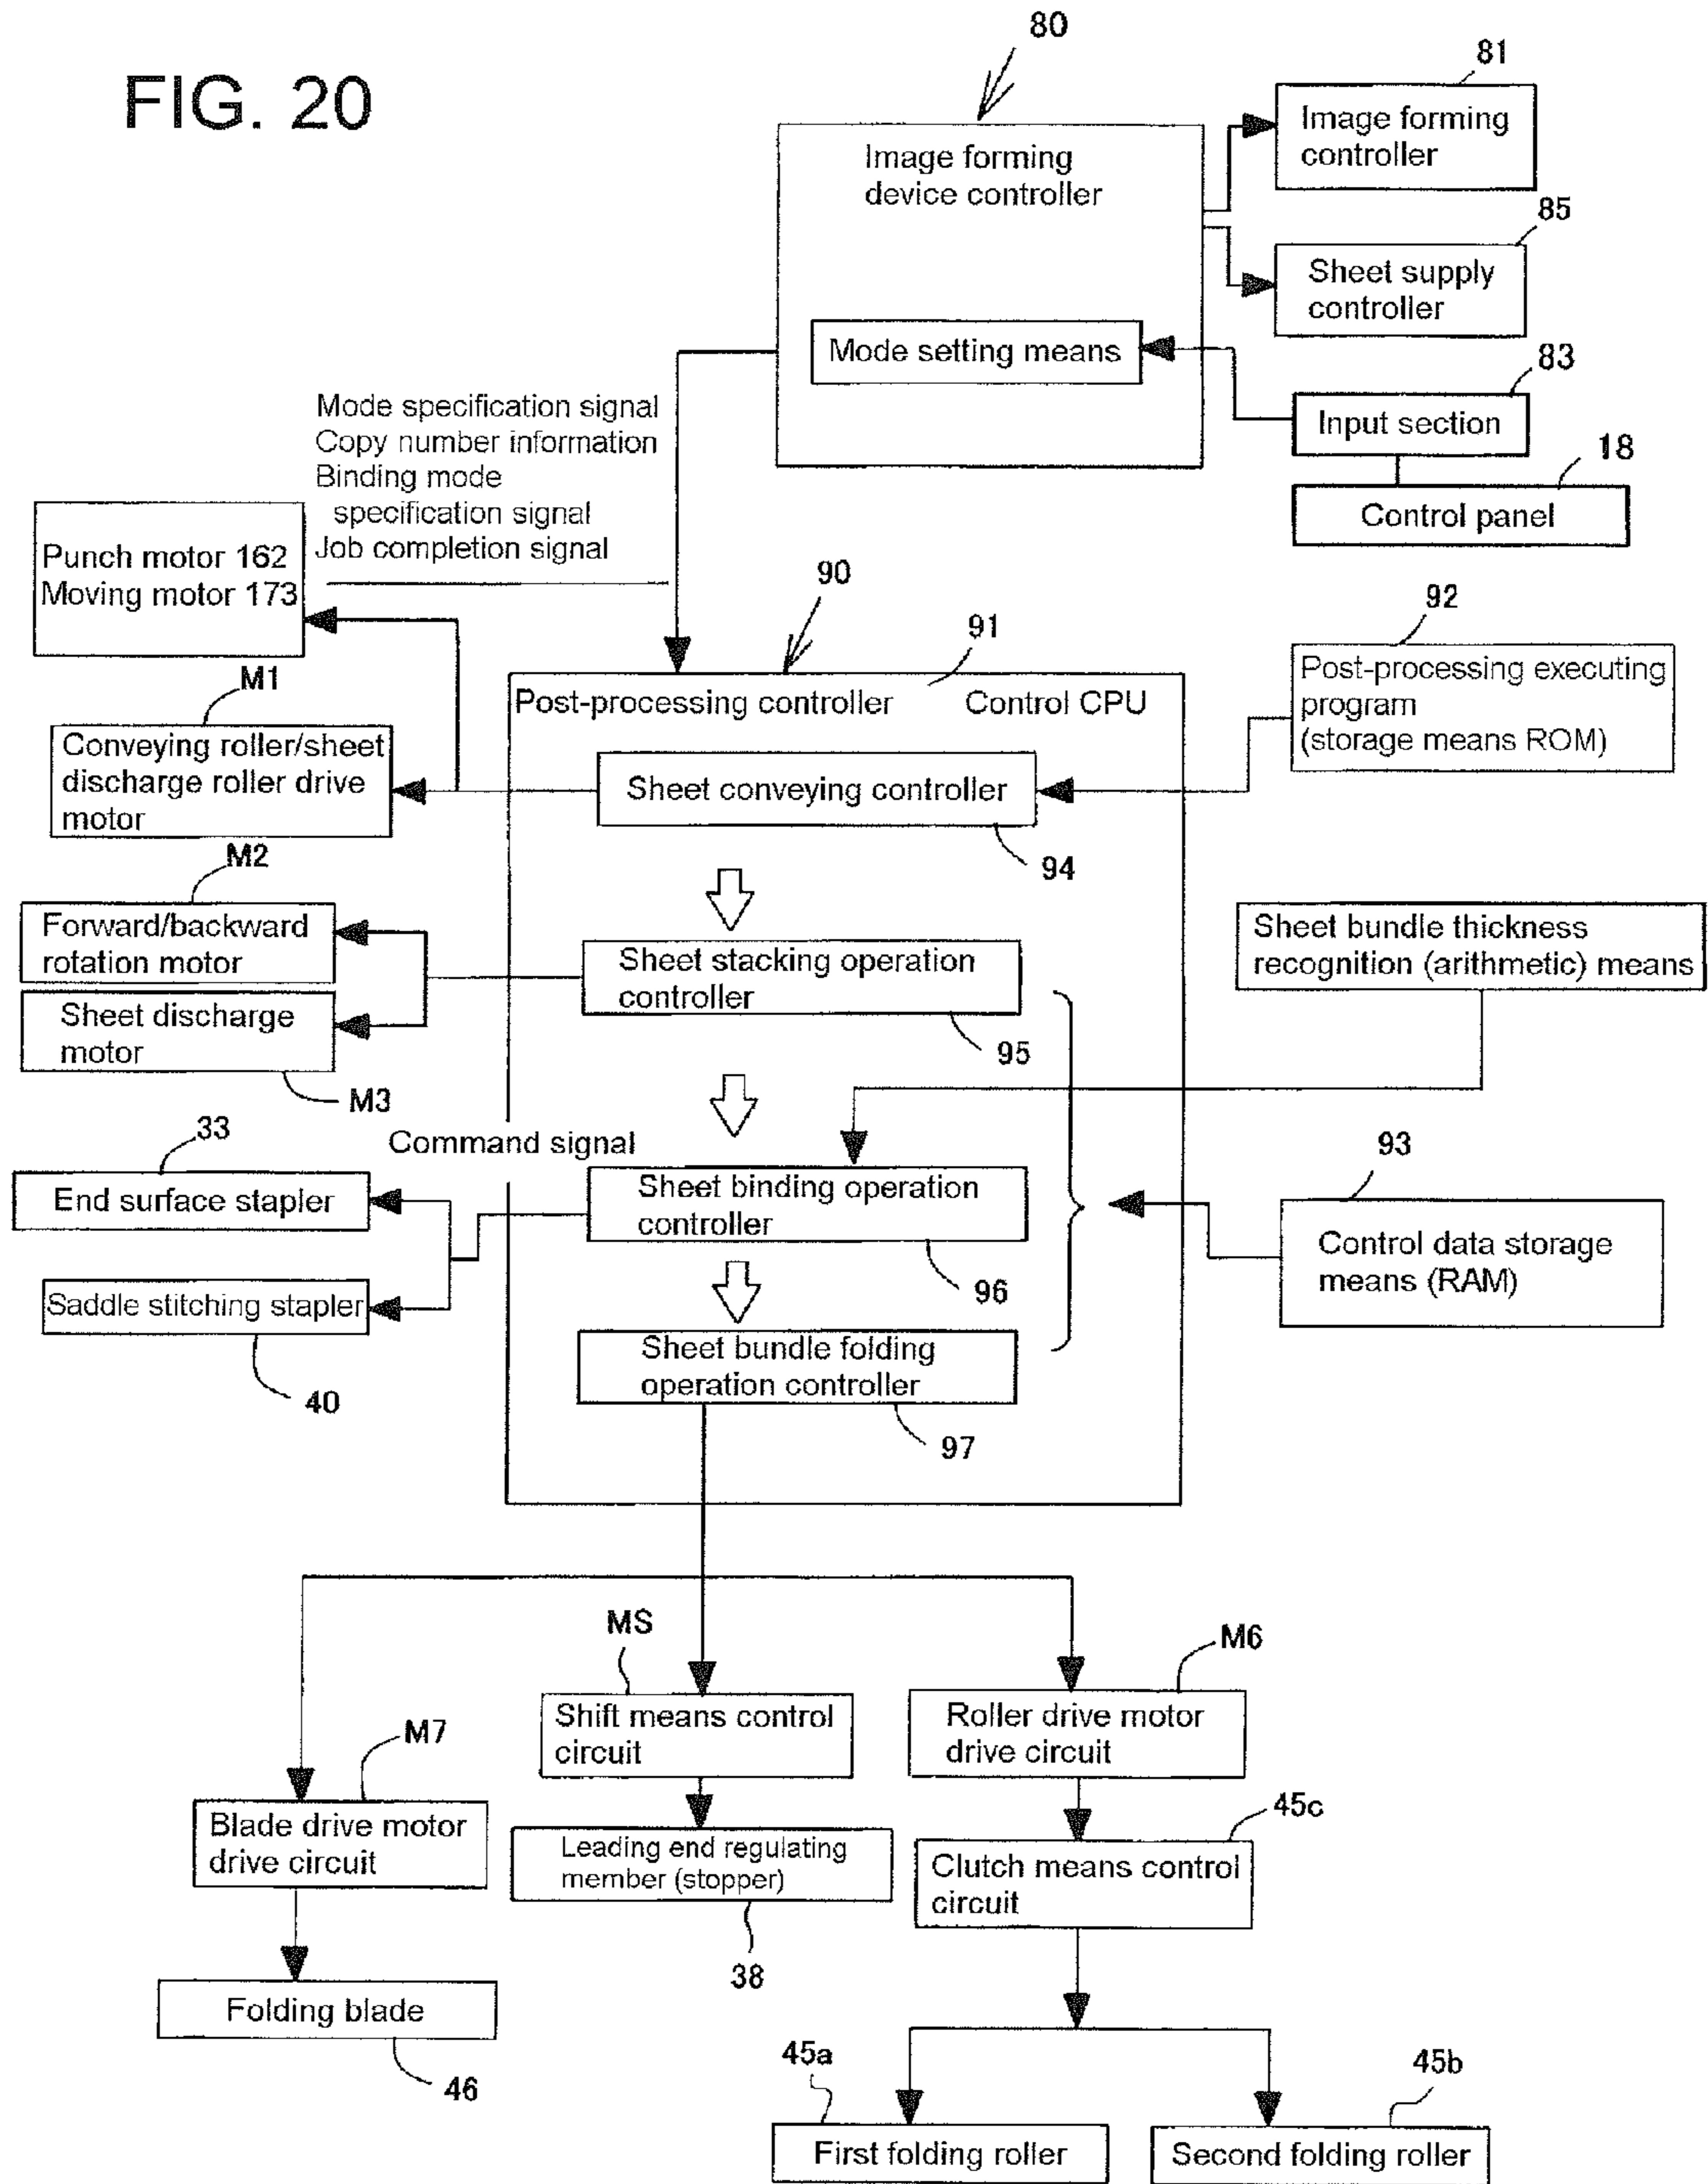 FIG. 20
80
81
Image forming
controller
Image forming
device controller
85
Sheet supply
controller
Mode setting means
83
Input section
18
Control panel
Mode specification signal
Copy number information
Binding mode
specification signal
Job completion signal
Punch motor 162
Moving motor 173
90
91
92
Post-processing controller
Control CPU
Post-processing executing
program
(storage means ROM)
M1
Conveying roller/sheet
discharge roller drive
motor
Sheet conveying controller
94
M2
Forward/backward
rotation motor
Sheet discharge
motor
M3
Sheet stacking operation
controller
95
Sheet bundle thickness
recognition (arithmetic) means
Command signal
33
End surface stapler
Saddle stitching stapler
40
Sheet binding operation
controller
96
93
Control data storage
means (RAM)
Sheet bundle folding
operation controller
97
MS
Shift means control
circuit
M6
Roller drive motor
drive circuit
M7
Blade drive motor
drive circuit
Leading end regulating
member (stopper)
38
45c
Clutch means control
circuit
Folding blade
46
45a
First folding roller
45b
Second folding roller